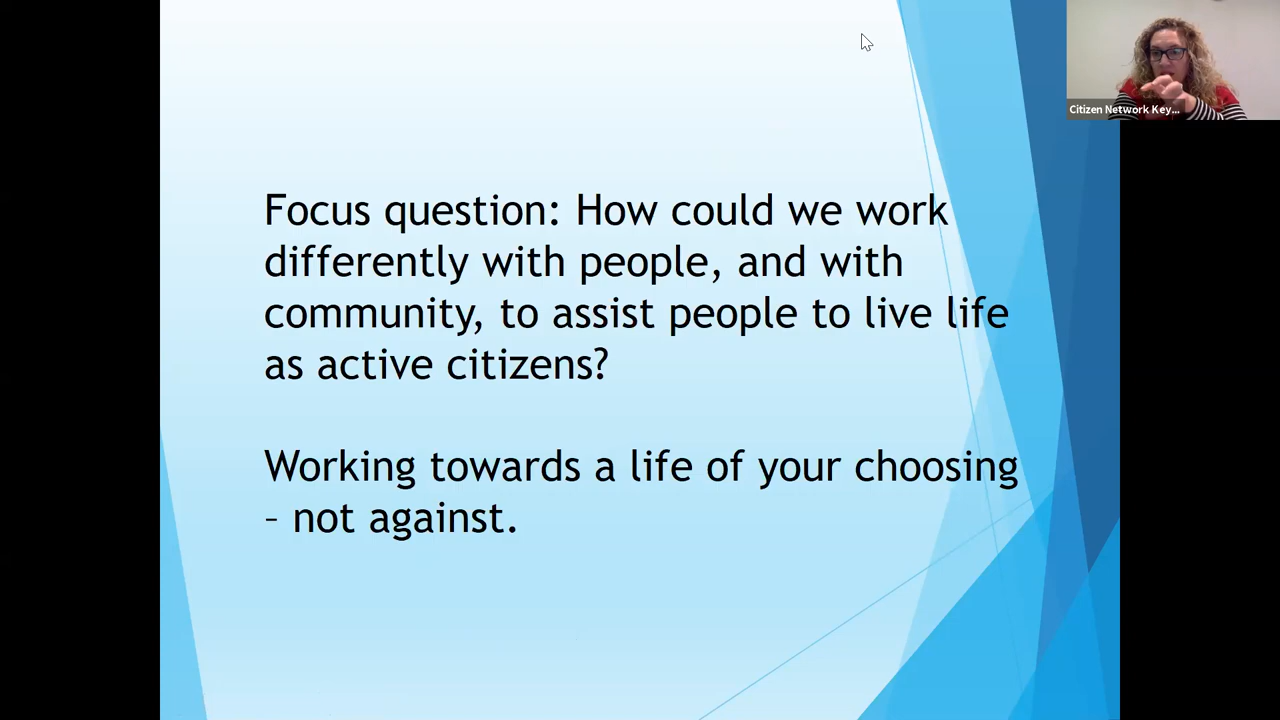 Citizen Network Key...
Focus question: How could we work
differently with people, and with
community, to assist people to live life
as active citizens?
Working towards a life of your choosing
– not against.